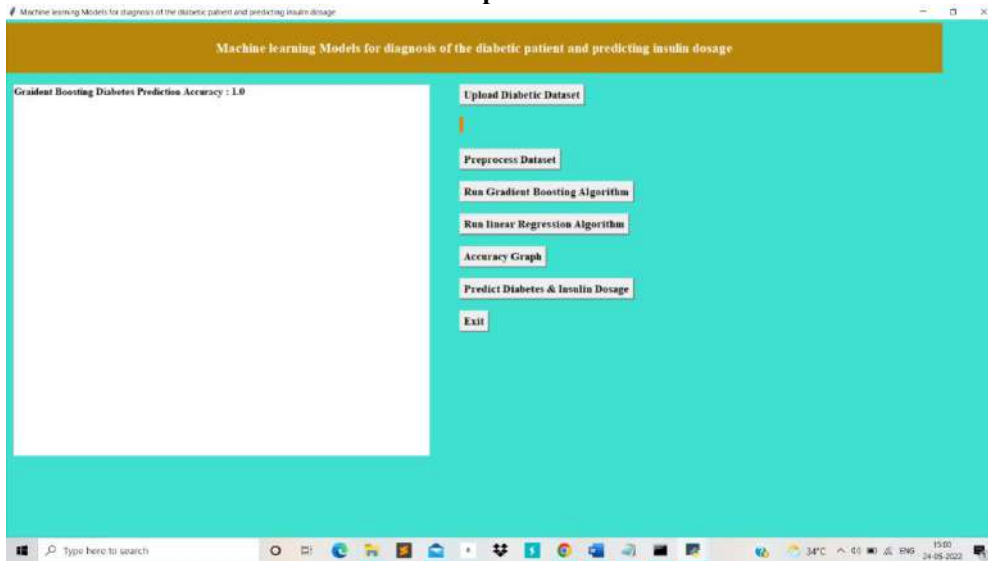 Machine learning Models for diagnosis of the diabetic patient and predicting insulin dosage
Machine learning Models for diagnosis of the diabetic patient and predicting insulin dosage
Graident Boosting Diabetes Prediction Accuracy : 1.0
Upload Diabetic Dataset
Preprocess Dataset
Run Gradient Boosting Algorithm
Run linear Regression Algorithm
Accuracy Graph
Predict Diabetes & Insulin Dosage
Exit
Type here to search
34°C
ENG
15:00
24-05-2022